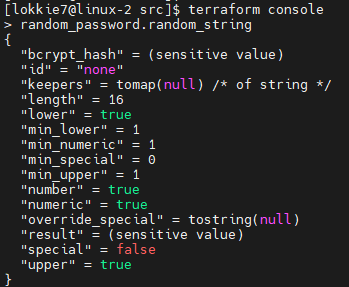 [lokkie7@linux-2 src]$ terraform console
> random_password.random_string
{
  "bcrypt_hash" = (sensitive value)
  "id" = "none"
  "keepers" = tomap(null) /* of string */
  "length" = 16
  "lower" = true
  "min_lower" = 1
  "min_numeric" = 1
  "min_special" = 0
  "min_upper" = 1
  "number" = true
  "numeric" = true
  "override_special" = tostring(null)
  "result" = (sensitive value)
  "special" = false
  "upper" = true
}